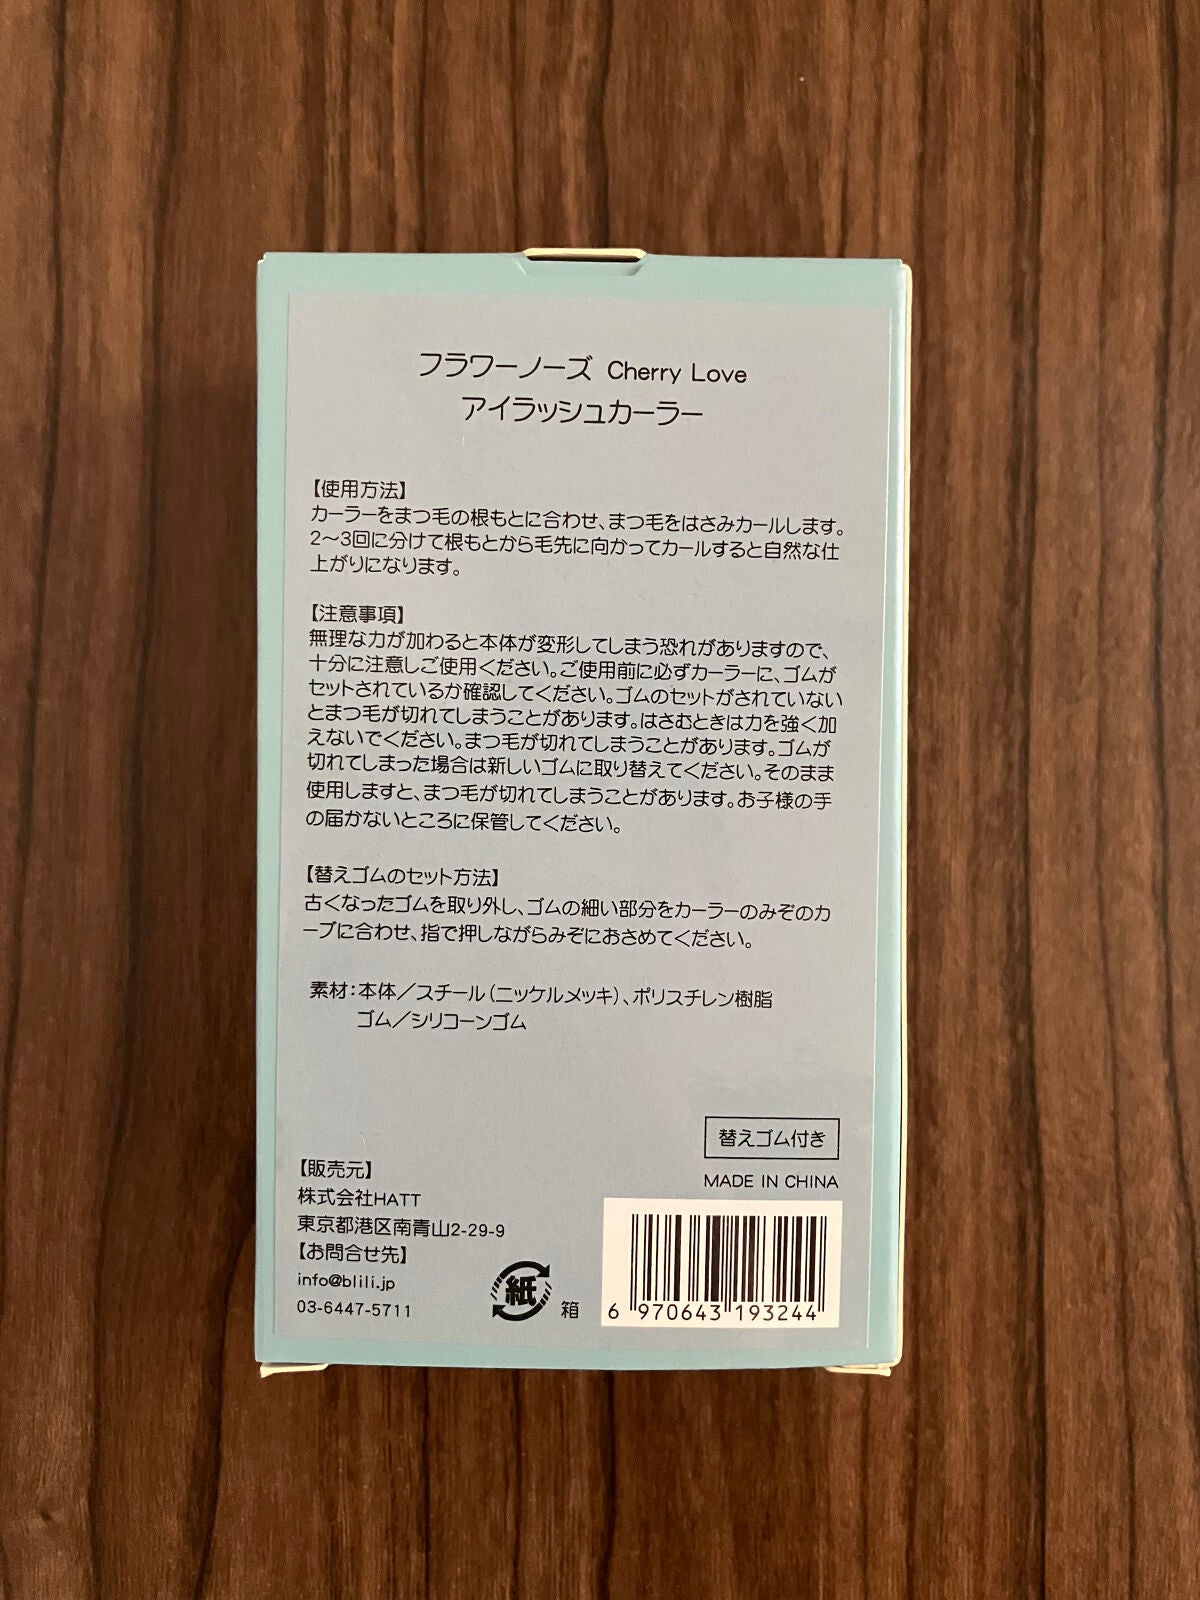 フラワーノーズ Cherry Love
アイラッシュカーラー
【使用方法】
カーラーをまつ毛の根もとに合わせ、まつ毛をはさみカールします。
2〜3回に分けて根もとから毛先に向かってカールすると自然な仕
上がりになります。
【注意事項】
無理な力が加わると本体が変形してしまう恐れがありますので、
十分に注意しご使用ください。ご使用前に必ずカーラーに、ゴムが
セットされているか確認してください。ゴムのセットがされていない
とまつ毛が切れてしまうことがあります。はさむときは力を強く加
えないでください。まつ毛が切れてしまうことがあります。ゴムが
切れてしまった場合は新しいゴムに取り替えてください。そのまま
使用しますと、まつ毛が切れてしまうことがあります。お子様の手
の届かないところに保管してください。
【替えゴムのセット方法】
古くなったゴムを取り外し、ゴムの細い部分をカーラーのみぞのカ
ーブに合わせ、指で押しながらみぞにおさめてください。
素材：本体／スチール（ニッケルメッキ）、ポリスチレン樹脂
ゴム／シリコーンゴム
替えゴム付き
MADE IN CHINA
【販売元】
株式会社HATT
東京都港区南青山2-29-9
【お問合せ先】
info@blili.jp
03-6447-5711
紙
箱
6 970643 193244